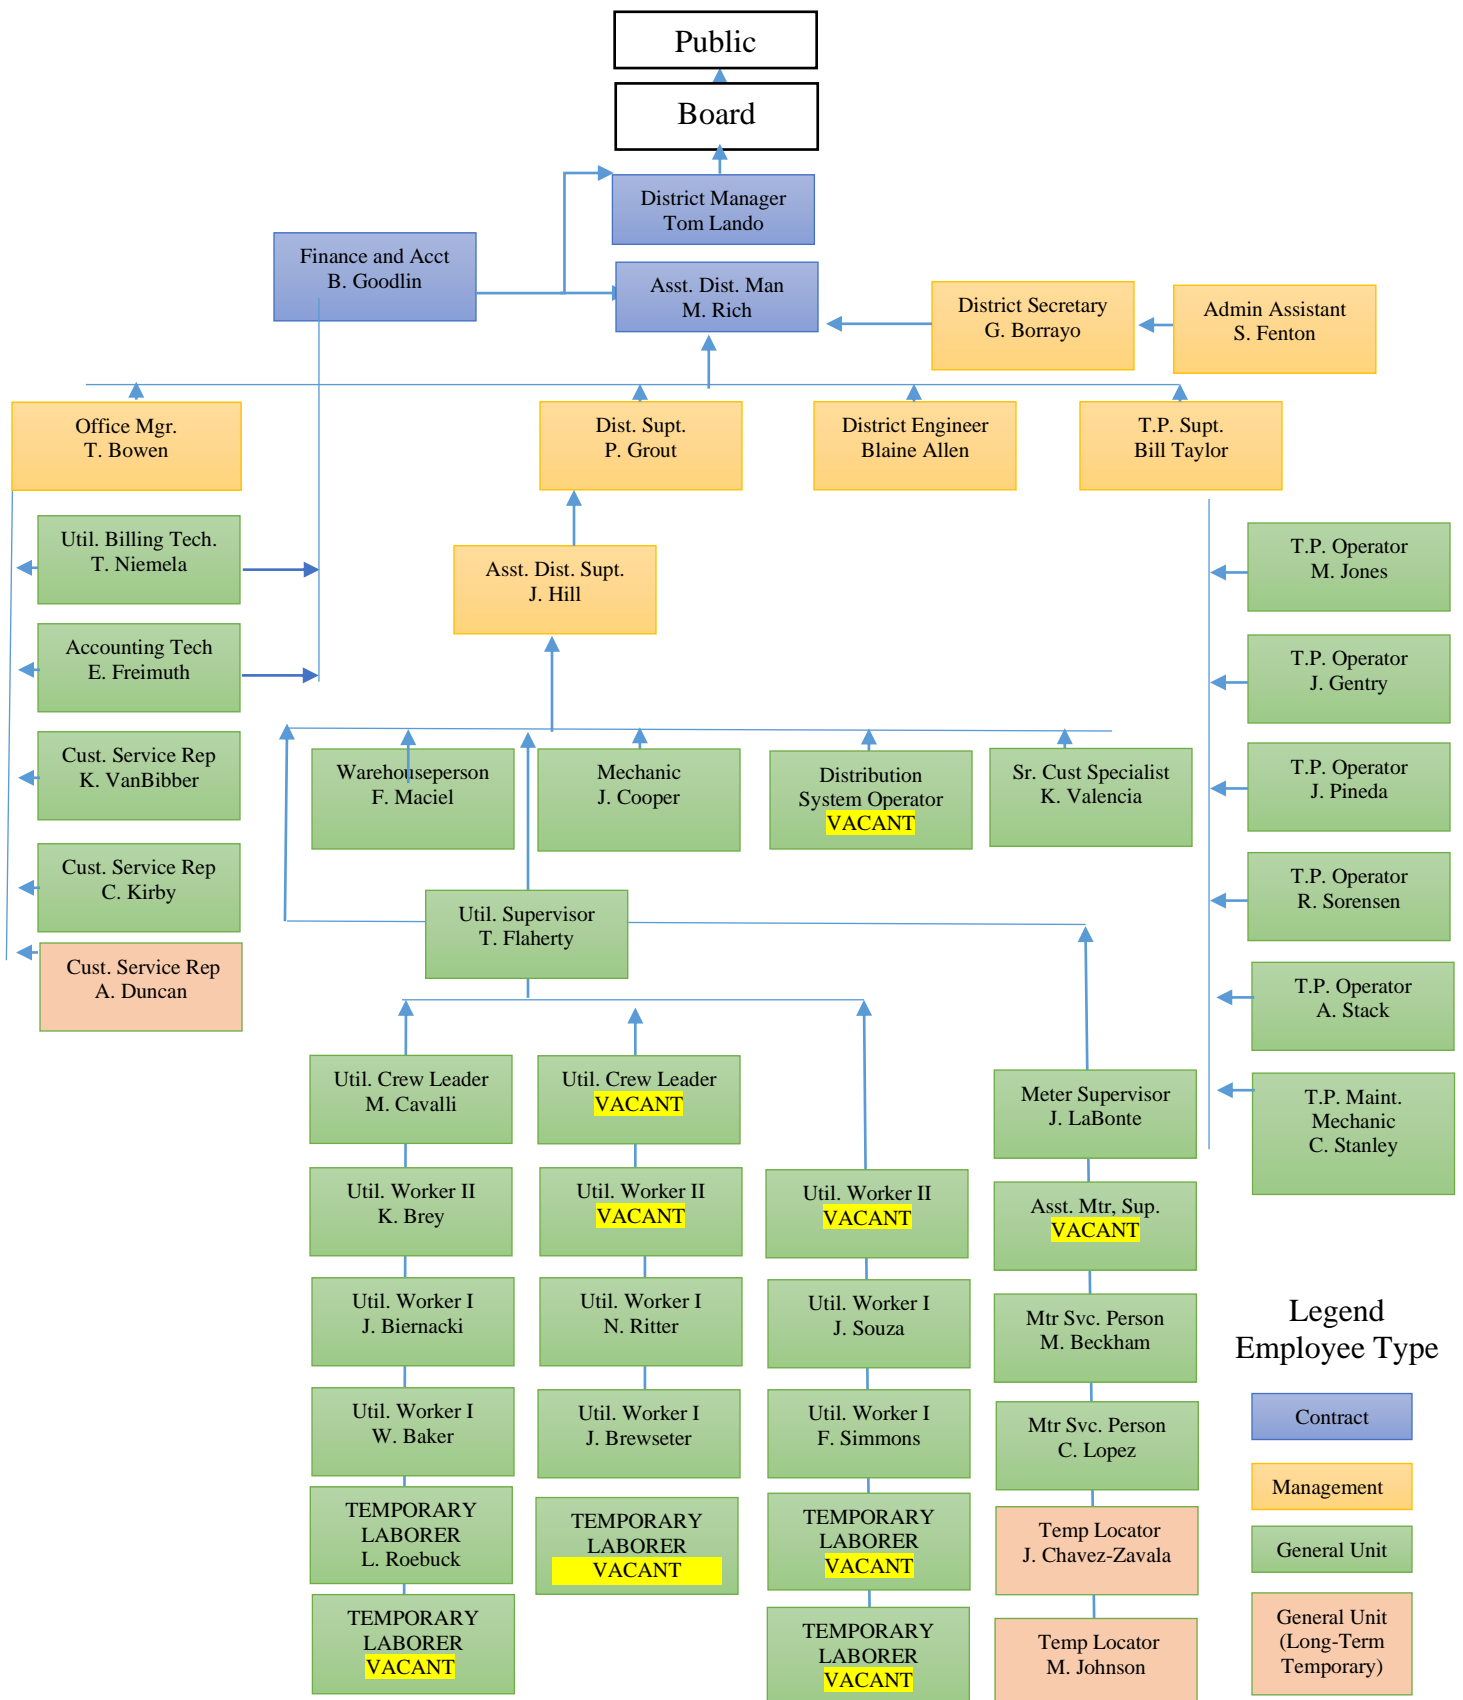 Public
Board
District Manager
Tom Lando
Finance and Acct
B. Goodlin
Asst. Dist. Man
M. Rich
District Secretary
G. Borrayo
Admin Assistant
S. Fenton
Office Mgr.
T. Bowen
Dist. Supt.
P. Grout
District Engineer
Blaine Allen
T.P. Supt.
Bill Taylor
Util. Billing Tech.
T. Niemela
Accounting Tech
E. Freimuth
Cust. Service Rep
K. VanBibber
Cust. Service Rep
C. Kirby
Cust. Service Rep
A. Duncan
Asst. Dist. Supt.
J. Hill
Warehouseperson
F. Maciel
Mechanic
J. Cooper
Distribution
System Operator
VACANT
Sr. Cust Specialist
K. Valencia
T.P. Operator
M. Jones
T.P. Operator
J. Gentry
T.P. Operator
J. Pineda
T.P. Operator
R. Sorensen
T.P. Operator
A. Stack
T.P. Maint.
Mechanic
C. Stanley
Util. Supervisor
T. Flaherty
Util. Crew Leader
M. Cavalli
Util. Worker II
K. Brey
Util. Worker I
J. Biernacki
Util. Worker I
W. Baker
TEMPORARY
LABORER
L. Roebuck
TEMPORARY
LABORER
VACANT
Util. Crew Leader
VACANT
Util. Worker II
VACANT
Util. Worker I
N. Ritter
Util. Worker I
J. Brewseter
TEMPORARY
LABORER
VACANT
Util. Worker II
VACANT
Util. Worker I
J. Souza
Util. Worker I
F. Simmons
TEMPORARY
LABORER
VACANT
TEMPORARY
LABORER
VACANT
Meter Supervisor
J. LaBonte
Asst. Mtr, Sup.
VACANT
Mtr Svc. Person
M. Beckham
Mtr Svc. Person
C. Lopez
Temp Locator
J. Chavez-Zavala
Temp Locator
M. Johnson
Legend
Employee Type
Contract
Management
General Unit
General Unit
(Long-Term
Temporary)